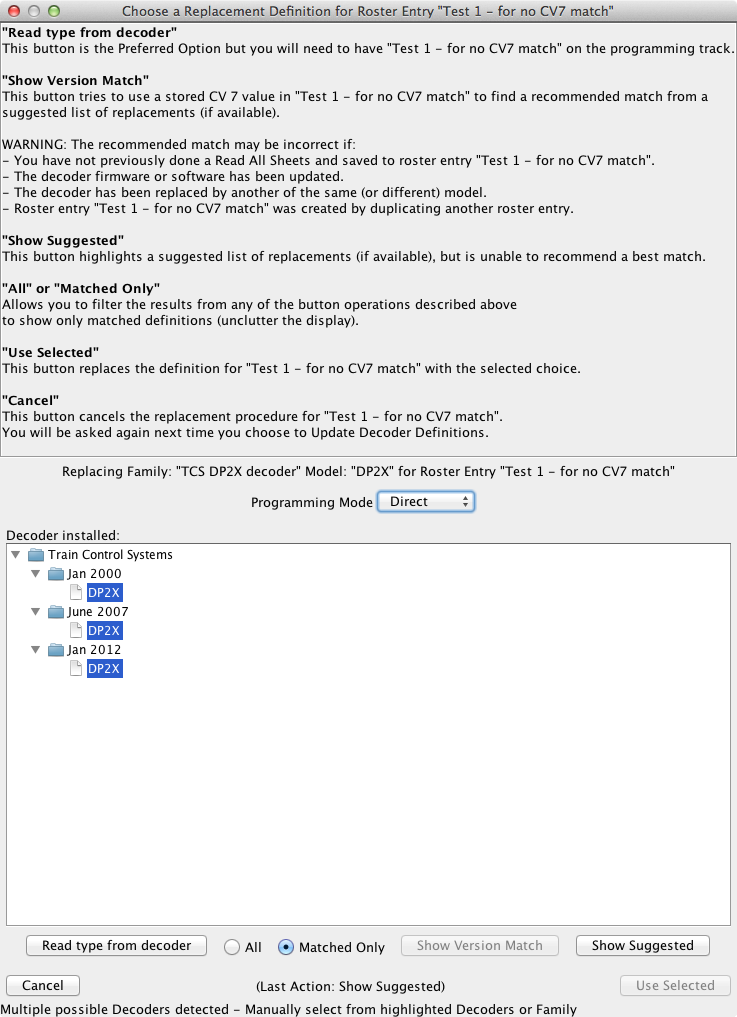 Choose a Replacement Definition for Roster Entry "Test 1 – for no CV7 match"
"Read type from decoder"
This button is the Preferred Option but you will need to have "Test 1 – for no CV7 match" on the programming track.
"Show Version Match"
This button tries to use a stored CV 7 value in "Test 1 – for no CV7 match" to find a recommended match from a
suggested list of replacements (if available).
WARNING: The recommended match may be incorrect if:
– You have not previously done a Read All Sheets and saved to roster entry "Test 1 – for no CV7 match".
– The decoder firmware or software has been updated.
– The decoder has been replaced by another of the same (or different) model.
– Roster entry "Test 1 – for no CV7 match" was created by duplicating another roster entry.
"Show Suggested"
This button highlights a suggested list of replacements (if available), but is unable to recommend a best match.
"All" or "Matched Only"
Allows you to filter the results from any of the button operations described above
to show only matched definitions (unclutter the display).
"Use Selected"
This button replaces the definition for "Test 1 – for no CV7 match" with the selected choice.
"Cancel"
This button cancels the replacement procedure for "Test 1 – for no CV7 match".
You will be asked again next time you choose to Update Decoder Definitions.
Replacing Family: "TCS DP2X decoder" Model: "DP2X" for Roster Entry "Test 1 – for no CV7 match"
Programming Mode Direct
Decoder installed:
Train Control Systems
Jan 2000
DP2X
June 2007
DP2X
Jan 2012
DP2X
Read type from decoder All Matched Only Show Version Match Show Suggested
Cancel (Last Action: Show Suggested) Use Selected
Multiple possible Decoders detected – Manually select from highlighted Decoders or Family